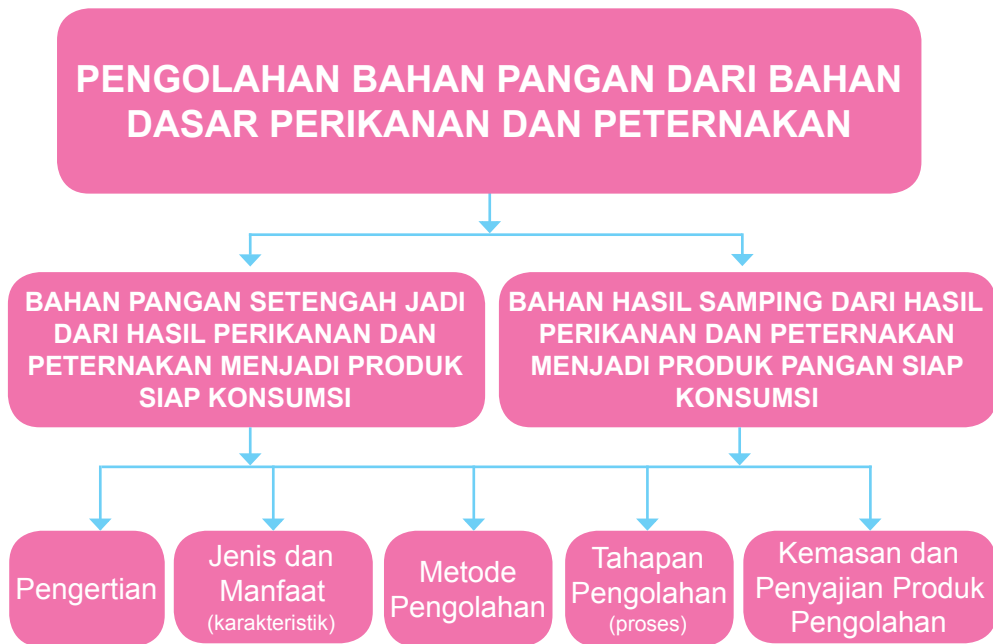 PENGOLAHAN BAHAN PANGAN DARI BAHAN
DASAR PERIKANAN DAN PETERNAKAN
BAHAN PANGAN SETENGAH JADI
DARI HASIL PERIKANAN DAN
PETERNAKAN MENJADI PRODUK
SIAP KONSUMSI
BAHAN HASIL SAMPING DARI HASIL
PERIKANAN DAN PETERNAKAN
MENJADI PRODUK PANGAN SIAP
KONSUMSI
Pengertian
Jenis dan
Manfaat
(karakteristik)
Metode
Pengolahan
Tahapan
Pengolahan
(proses)
Kemasan dan
Penyajian Produk
Pengolahan